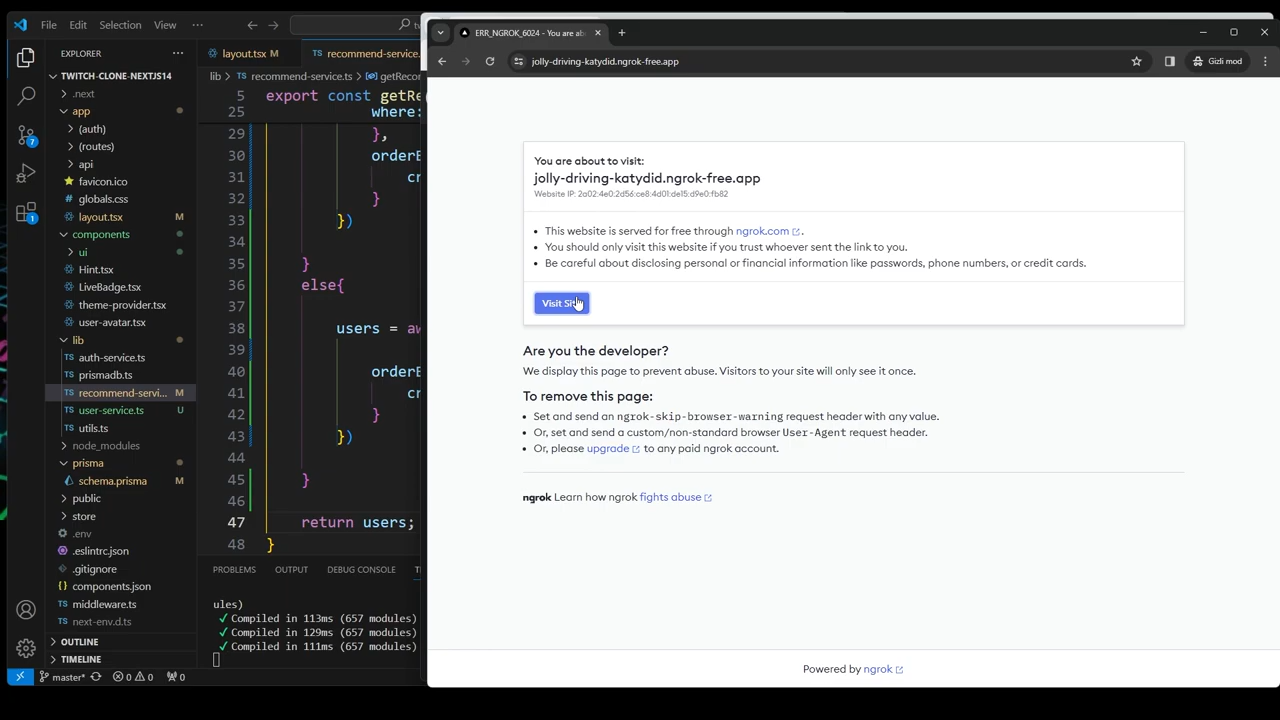 File Edit Selection View ···
tw
EXPLORER ···
TWITCH-CLONE-NEXTJS14
.next
app
(auth)
(routes)
api
favicon.ico
globals.css
layout.tsx M
components
ui
Hint.tsx
LiveBadge.tsx
theme-provider.tsx
user-avatar.tsx
lib
TS auth-service.ts
TS prismadb.ts
TS recommend-servi... M
TS user-service.ts U
TS utils.ts
node_modules
prisma
schema.prisma M
public
store
.env
.eslintrc.json
.gitignore
{} components.json
TS middleware.ts
TS next-env.d.ts
OUTLINE
TIMELINE
7
1
layout.tsx M TS recommend-service.
lib > TS recommend-service.ts > getRecor
5 export const getRe
25 where:
29 },
30 orderB
31 cr
32 }
33 })
34
35 }
36 else{
37
38 users = aw
39
40 orderB
41 cr
42 }
43 })
44
45 }
46
47 return users;
48 }
PROBLEMS OUTPUT DEBUG CONSOLE T
ules)
✓ Compiled in 113ms (657 modules)
✓ Compiled in 129ms (657 modules)
✓ Compiled in 111ms (657 modules)
master* 0 0 0
ERR_NGROK_6024 - You are ab
jolly-driving-katydid.ngrok-free.app
Gizli mod
You are about to visit:
jolly-driving-katydid.ngrok-free.app
Website IP: 2a02:4e0:2d56:ce8:4d01:de15:d9e0:fb82
• This website is served for free through ngrok.com.
• You should only visit this website if you trust whoever sent the link to you.
• Be careful about disclosing personal or financial information like passwords, phone numbers, or credit cards.
Visit Site
Are you the developer?
We display this page to prevent abuse. Visitors to your site will only see it once.
To remove this page:
• Set and send an ngrok-skip-browser-warning request header with any value.
• Or, set and send a custom/non-standard browser User-Agent request header.
• Or, please upgrade to any paid ngrok account.
ngrok Learn how ngrok fights abuse
Powered by ngrok